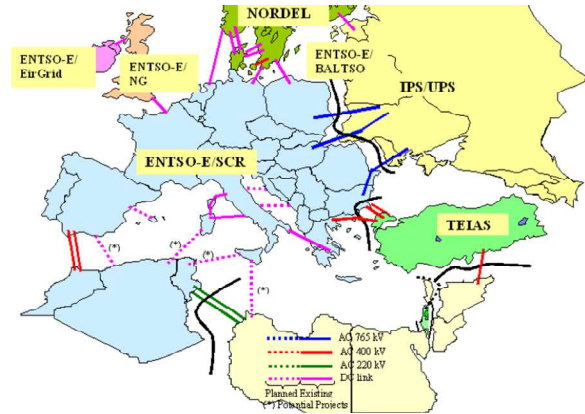 NORDEL
ENTSO-E/
EirGrid
ENTSO-E/
NG
ENTSO-E/
BALTSO
IPS/UPS
ENTSO-E/SCR
TEIAS
(*)
(*)
(*)
(*)
AC 765 kV
AC 400 kV
AC 220 kV
DC link
Planned Existing
(*) Potential Projects